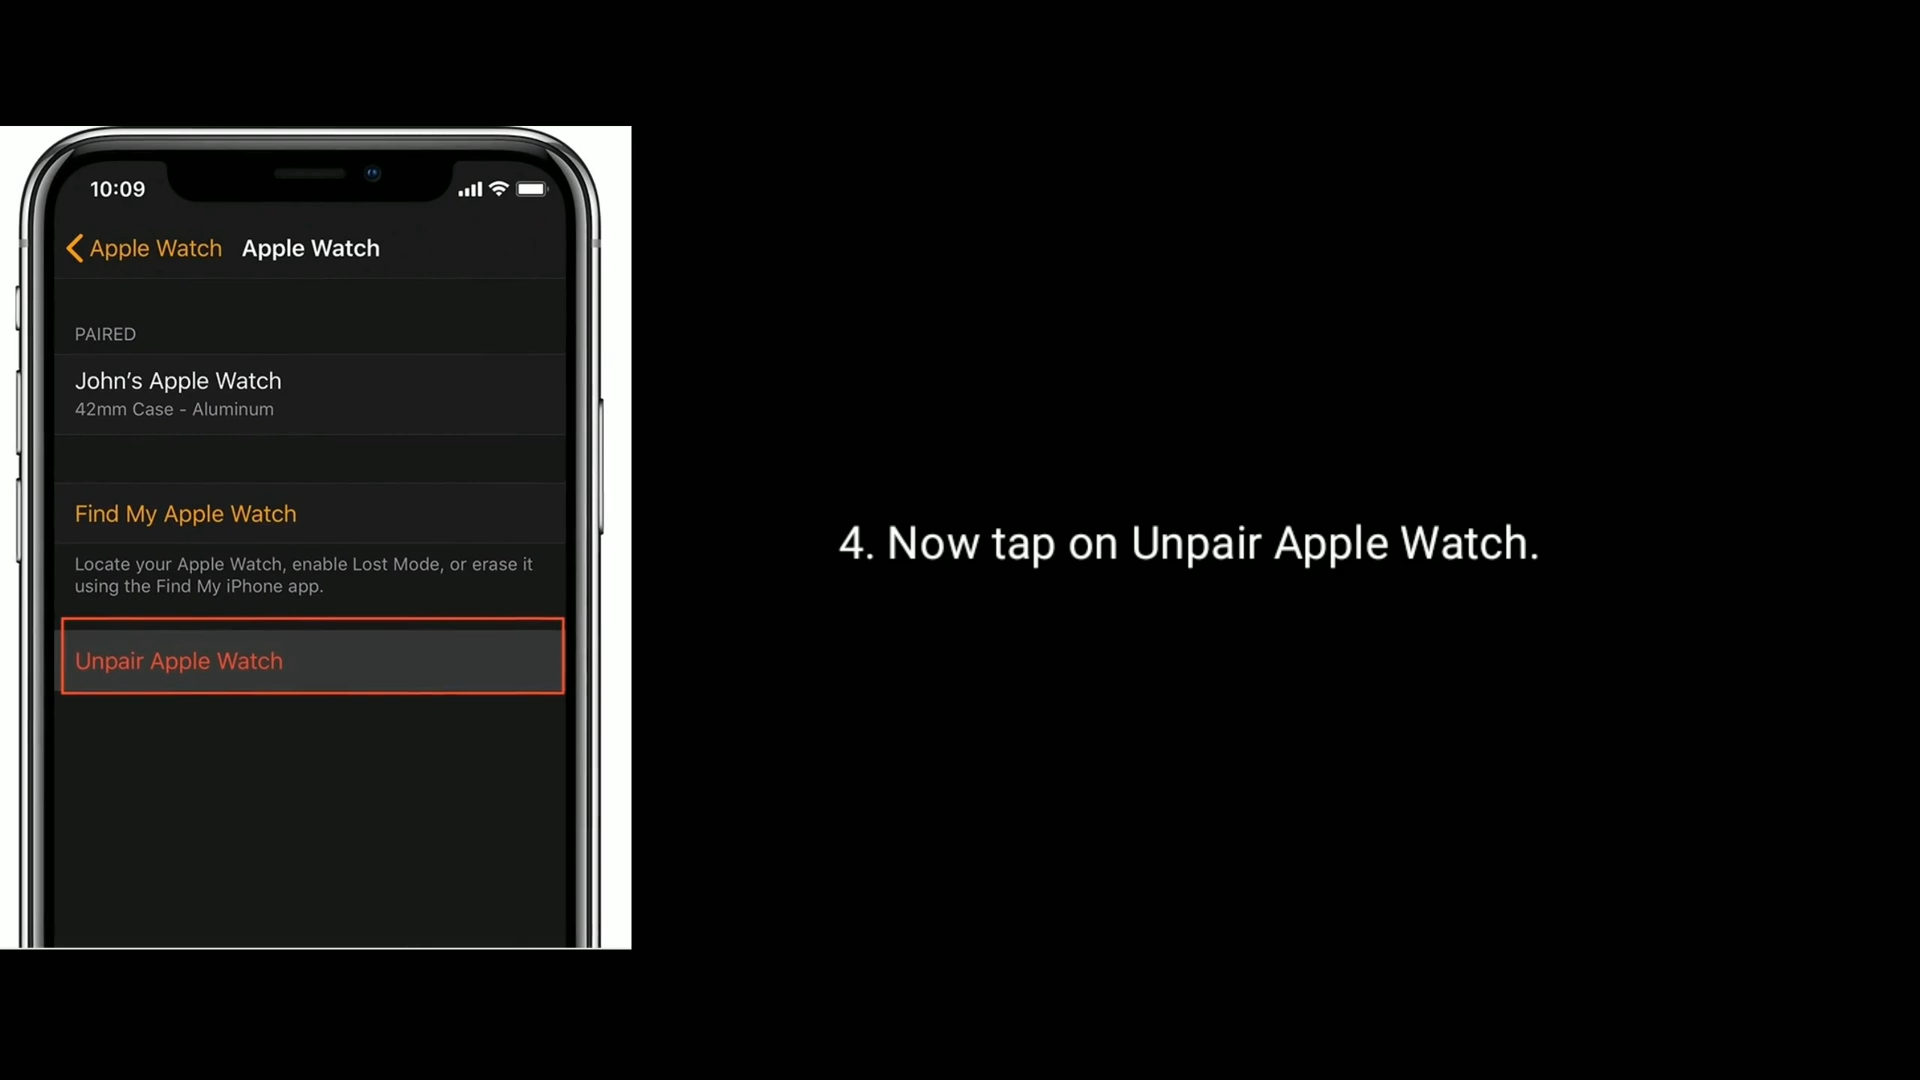 10:09
Apple Watch Apple Watch
PAIRED
John’s Apple Watch
42mm Case - Aluminum
Find My Apple Watch
Locate your Apple Watch, enable Lost Mode, or erase it
using the Find My iPhone app.
Unpair Apple Watch
4. Now tap on Unpair Apple Watch.